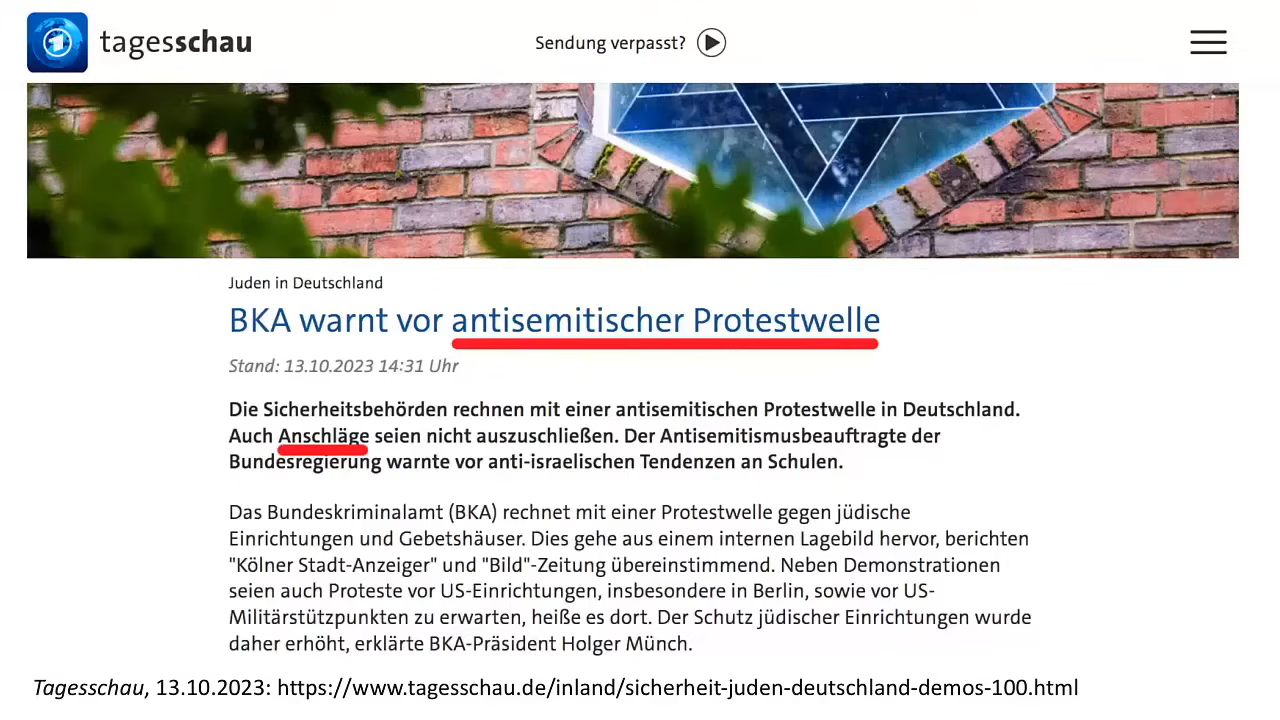 tagesschau
Sendung verpasst?
Juden in Deutschland
BKA warnt vor antisemitischer Protestwelle
Stand: 13.10.2023 14:31 Uhr
Die Sicherheitsbehörden rechnen mit einer antisemitischen Protestwelle in Deutschland.
Auch Anschläge seien nicht auszuschließen. Der Antisemitismusbeauftragte der
Bundesregierung warnte vor anti-israelischen Tendenzen an Schulen.
Das Bundeskriminalamt (BKA) rechnet mit einer Protestwelle gegen jüdische
Einrichtungen und Gebetshäuser. Dies gehe aus einem internen Lagebild hervor, berichten
"Kölner Stadt-Anzeiger" und "Bild"-Zeitung übereinstimmend. Neben Demonstrationen
seien auch Proteste vor US-Einrichtungen, insbesondere in Berlin, sowie vor US-
Militärstützpunkten zu erwarten, heiße es dort. Der Schutz jüdischer Einrichtungen wurde
daher erhöht, erklärte BKA-Präsident Holger Münch.
Tagesschau, 13.10.2023: https://www.tagesschau.de/inland/sicherheit-juden-deutschland-demos-100.html